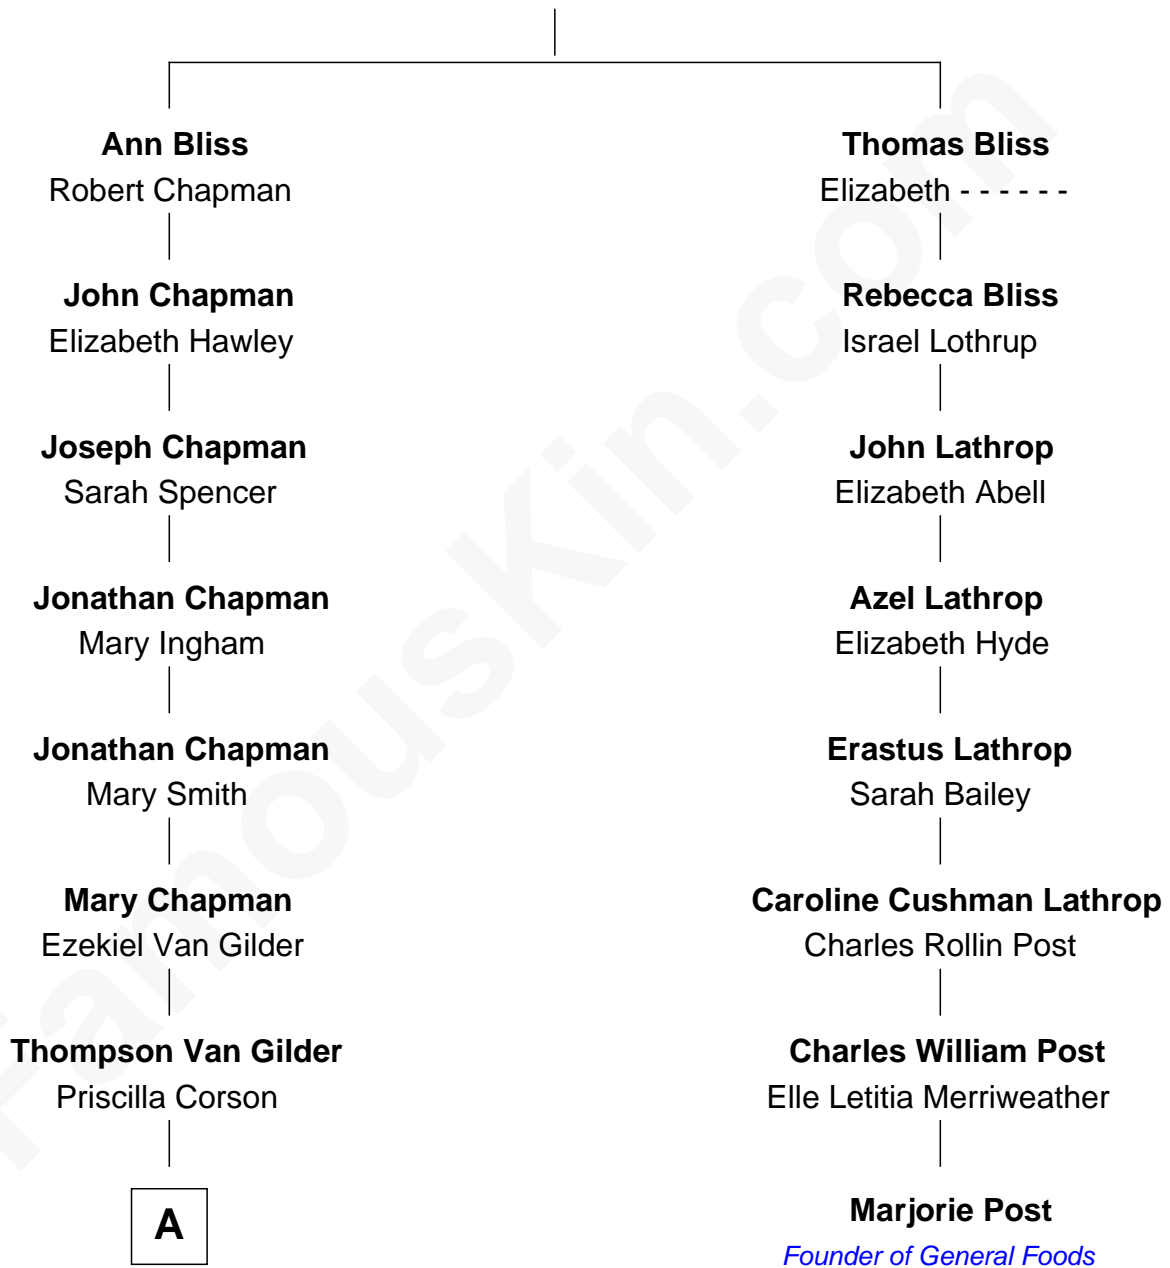 Ann Bliss
Robert Chapman
John Chapman
Elizabeth Hawley
Joseph Chapman
Sarah Spencer
Jonathan Chapman
Mary Ingham
Jonathan Chapman
Mary Smith
Mary Chapman
Ezekiel Van Gilder
Thompson Van Gilder
Priscilla Corson
A
Thomas Bliss
Elizabeth - - - - - -
Rebecca Bliss
Israel Lothrup
John Lathrop
Elizabeth Abell
Azel Lathrop
Elizabeth Hyde
Erastus Lathrop
Sarah Bailey
Caroline Cushman Lathrop
Charles Rollin Post
Charles William Post
Elle Letitia Merriweather
Marjorie Post
Founder of General Foods
FamousKin.com